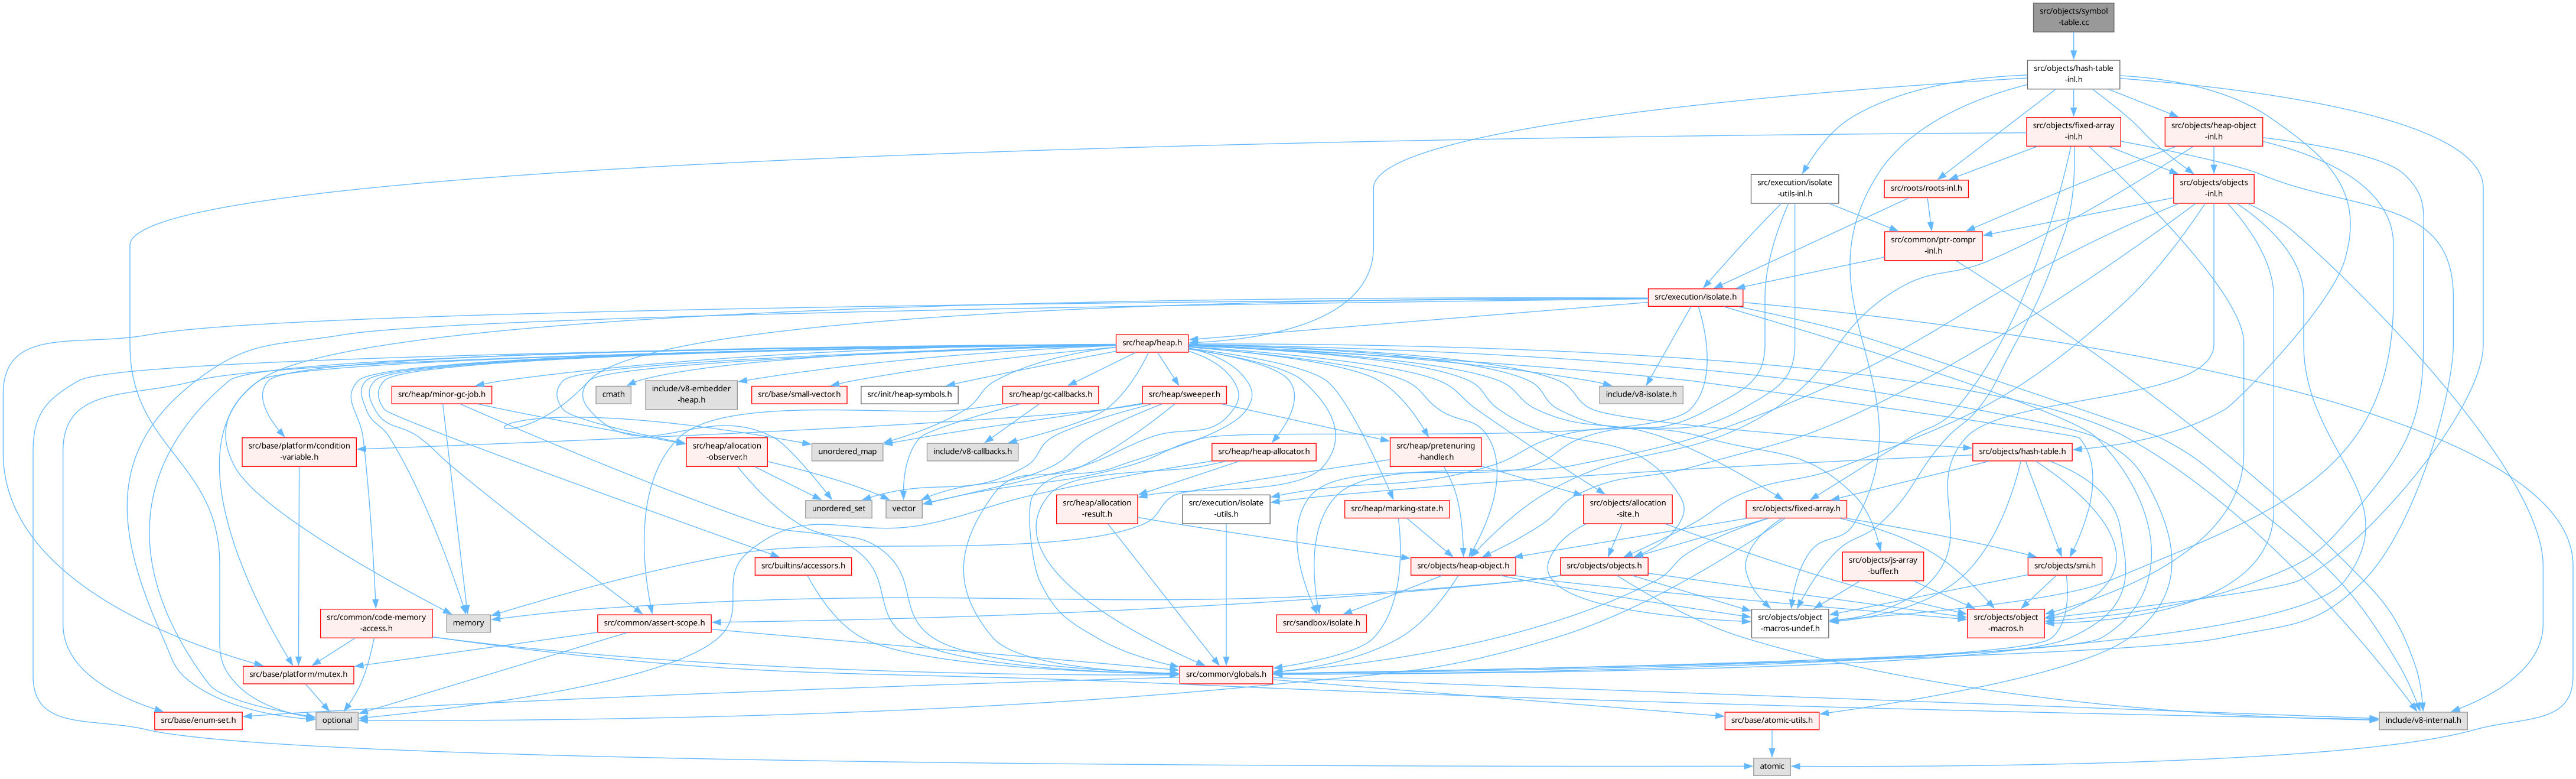 src/objects/symbol
-table.cc
src/objects/hash-table
-inl.h
src/objects/fixed-array
-inl.h
src/objects/heap-object
-inl.h
src/execution/isolate
-utils-inl.h
src/roots/roots-inl.h
src/objects/objects
-inl.h
src/common/ptr-compr
-inl.h
src/execution/isolate.h
src/heap/heap.h
src/heap/minor-gc-job.h
cmath
include/v8-embedder
-heap.h
src/base/small-vector.h
src/init/heap-symbols.h
src/heap/gc-callbacks.h
src/heap/sweeper.h
include/v8-isolate.h
src/base/platform/condition
-variable.h
src/heap/allocation
-observer.h
unordered_map
include/v8-callbacks.h
src/heap/heap-allocator.h
src/heap/pretenuring
-handler.h
src/objects/hash-table.h
unordered_set
vector
src/heap/allocation
-result.h
src/execution/isolate
-utils.h
src/heap/marking-state.h
src/objects/allocation
-site.h
src/objects/fixed-array.h
src/builtins/accessors.h
src/objects/heap-object.h
src/objects/objects.h
src/objects/js-array
-buffer.h
src/objects/smi.h
src/common/code-memory
-access.h
memory
src/common/assert-scope.h
src/sandbox/isolate.h
src/objects/object
-macros-undef.h
src/objects/object
-macros.h
src/base/platform/mutex.h
src/common/globals.h
src/base/enum-set.h
optional
src/base/atomic-utils.h
include/v8-internal.h
atomic